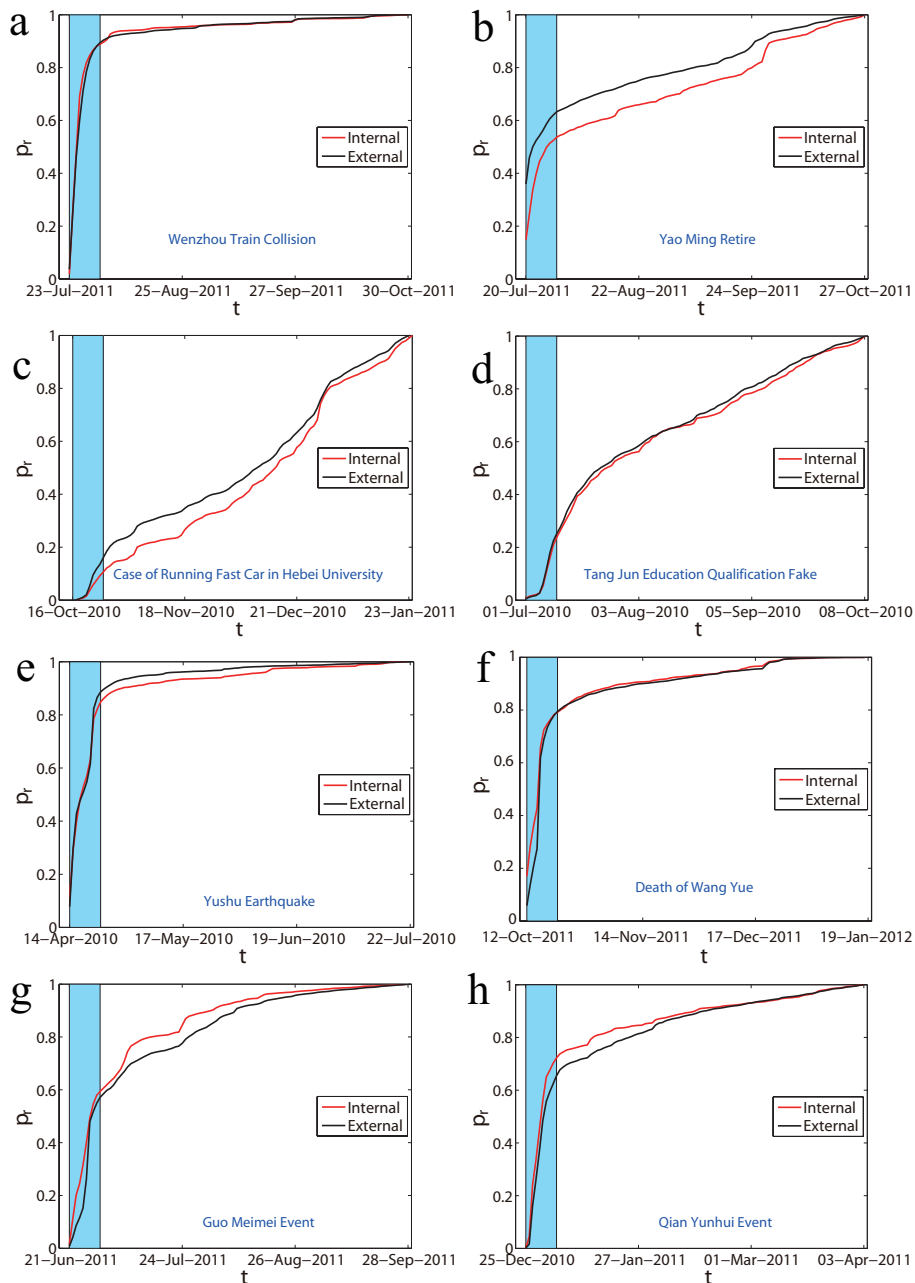 a
1
0.8
0.6
0.4
0.2
0
pr
Internal
External
Wenzhou Train Collision
23−Jul−2011 25−Aug−2011 27−Sep−2011 30−Oct−2011
t
b
1
0.8
0.6
0.4
0.2
0
pr
Internal
External
Yao Ming Retire
20−Jul−2011 22−Aug−2011 24−Sep−2011 27−Oct−2011
t
c
1
0.8
0.6
0.4
0.2
0
pr
Internal
External
Case of Running Fast Car in Hebei University
16−Oct−2010 18−Nov−2010 21−Dec−2010 23−Jan−2011
t
d
1
0.8
0.6
0.4
0.2
0
pr
Internal
External
Tang Jun Education Qualification Fake
01−Jul−2010 03−Aug−2010 05−Sep−2010 08−Oct−2010
t
e
1
0.8
0.6
0.4
0.2
0
pr
Internal
External
Yushu Earthquake
14−Apr−2010 17−May−2010 19−Jun−2010 22−Jul−2010
t
f
1
0.8
0.6
0.4
0.2
0
pr
Internal
External
Death of Wang Yue
12−Oct−2011 14−Nov−2011 17−Dec−2011 19−Jan−2012
t
g
1
0.8
0.6
0.4
0.2
0
pr
Internal
External
Guo Meimei Event
21−Jun−2011 24−Jul−2011 26−Aug−2011 28−Sep−2011
t
h
1
0.8
0.6
0.4
0.2
0
pr
Internal
External
Qian Yunhui Event
25−Dec−2010 27−Jan−2011 01−Mar−2011 03−Apr−2011
t